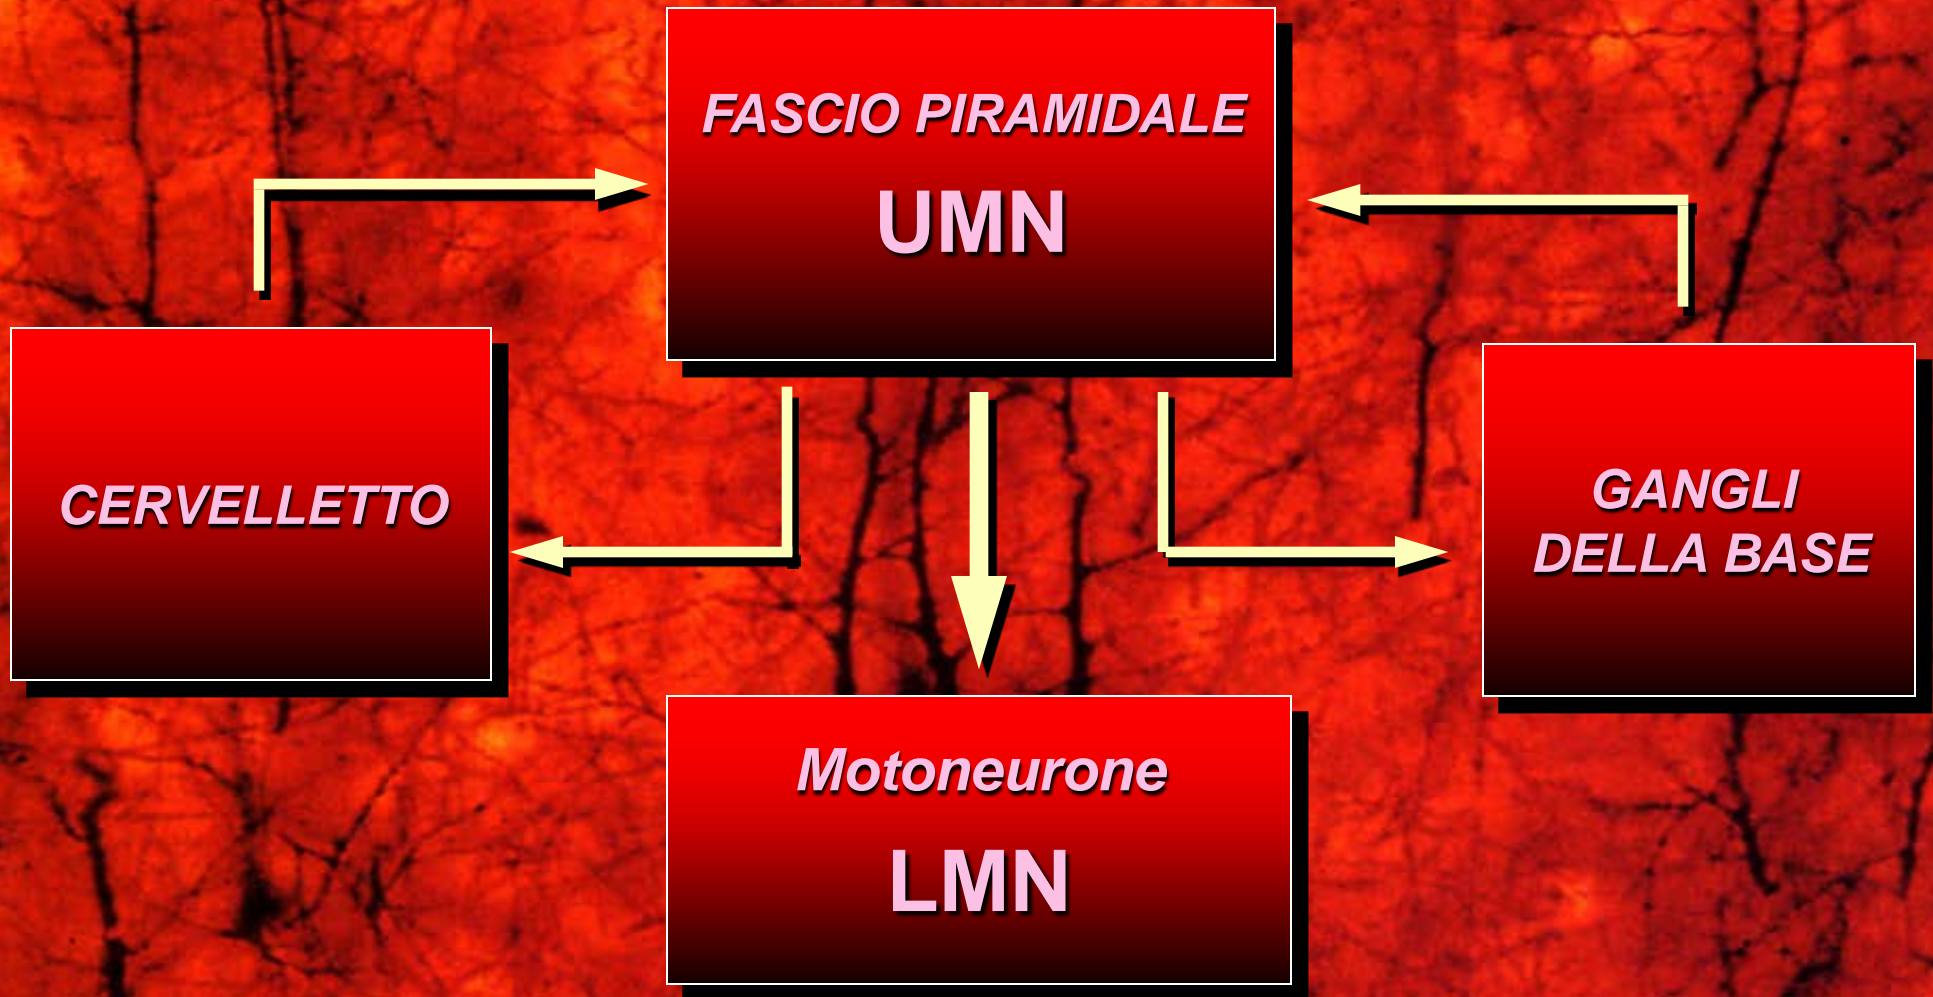 FASCIO PIRAMIDALE
UMN
CERVELLETTO
GANGLI
DELLA BASE
Motoneurone
LMN